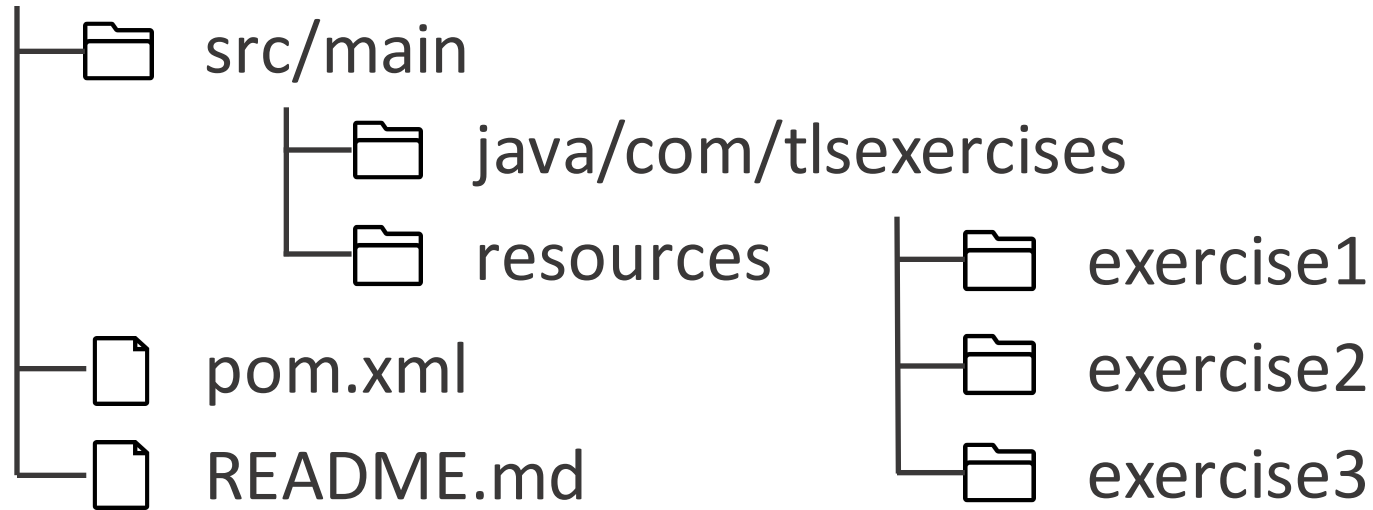 src/main
java/com/tlsexercises
resources
exercise1
pom.xml
exercise2
README.md
exercise3